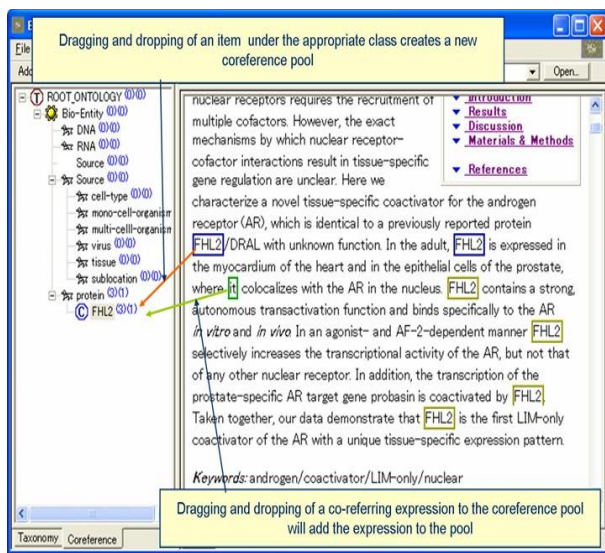 Dragging and dropping of an item under the appropriate class creates a new
coreference pool
File
Open..
ROOT_ONTOLOGY (0)(0)
Bio-Entity (0)(0)
DNA (0)(0)
RNA (0)(0)
Source (0)(0)
Source (0)(0)
cell-type (0)(0)
mono-cell-organism
multi-celll-organism
virus (0)(0)
tissue (0)(0)
sublocation (0)(0)
protein (3)(1)
FHL2 (3)(1)
Taxonomy Coreference
Introduction
Results
Discussion
Materials & Methods
References
nuclear receptors requires the recruitment of
multiple cofactors. However, the exact
mechanisms by which nuclear receptor-
cofactor interactions result in tissue-specific
gene regulation are unclear. Here we
characterize a novel tissue-specific coactivator for the androgen
receptor (AR), which is identical to a previously reported protein
FHL2/DRAL with unknown function. In the adult, FHL2 is expressed in
the myocardium of the heart and in the epithelial cells of the prostate,
where it colocalizes with the AR in the nucleus. FHL2 contains a strong,
autonomous transactivation function and binds specifically to the AR
in vitro and in vivo. In an agonist- and AF-2-dependent manner FHL2
selectively increases the transcriptional activity of the AR, but not that
of any other nuclear receptor. In addition, the transcription of the
prostate-specific AR target gene probasin is coactivated by FHL2.
Taken together, our data demonstrate that FHL2 is the first LIM-only
coactivator of the AR with a unique tissue-specific expression pattern.
Keywords: androgen/coactivator/LIM-only/nuclear
Dragging and dropping of a co-referring expression to the coreference pool
will add the expression to the pool